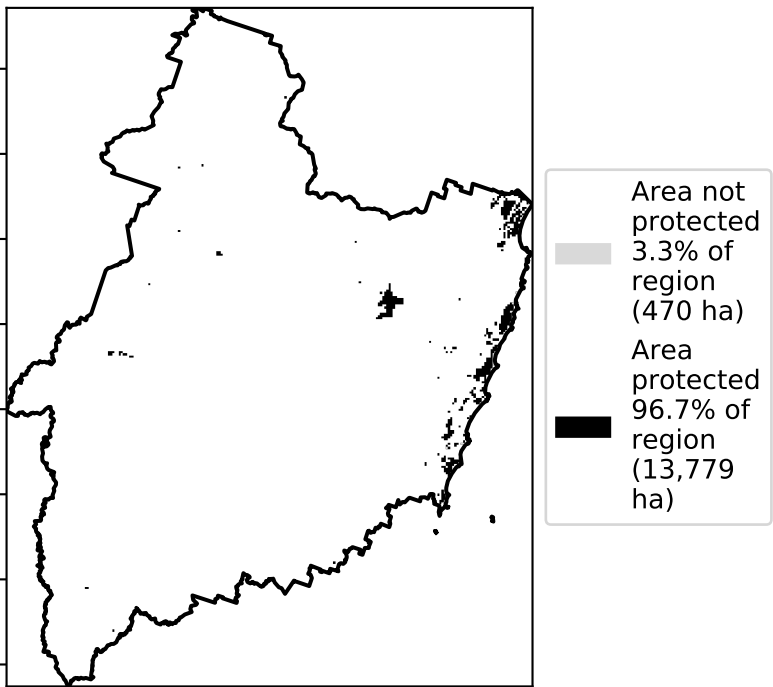 Area not
protected
3.3% of
region
(470 ha)
Area
protected
96.7% of
region
(13,779
ha)